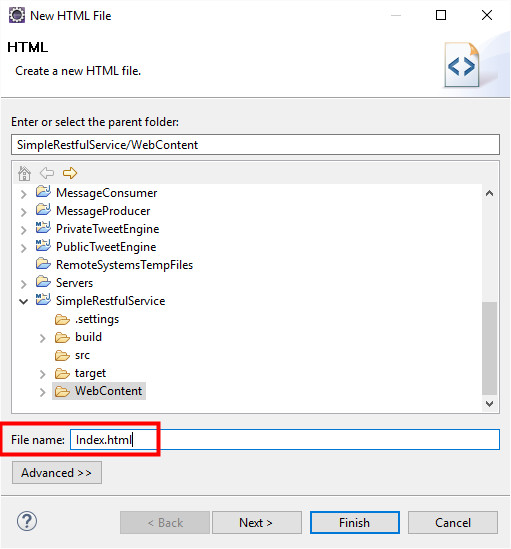 New HTML File
HTML
Create a new HTML file.
Enter or select the parent folder:
SimpleRestfulService/WebContent
MessageConsumer
MessageProducer
PrivateTweetEngine
PublicTweetEngine
RemoteSystemsTempFiles
Servers
SimpleRestfulService
.settings
build
src
target
WebContent
File name: Index.html
Advanced >>
< Back Next > Finish Cancel